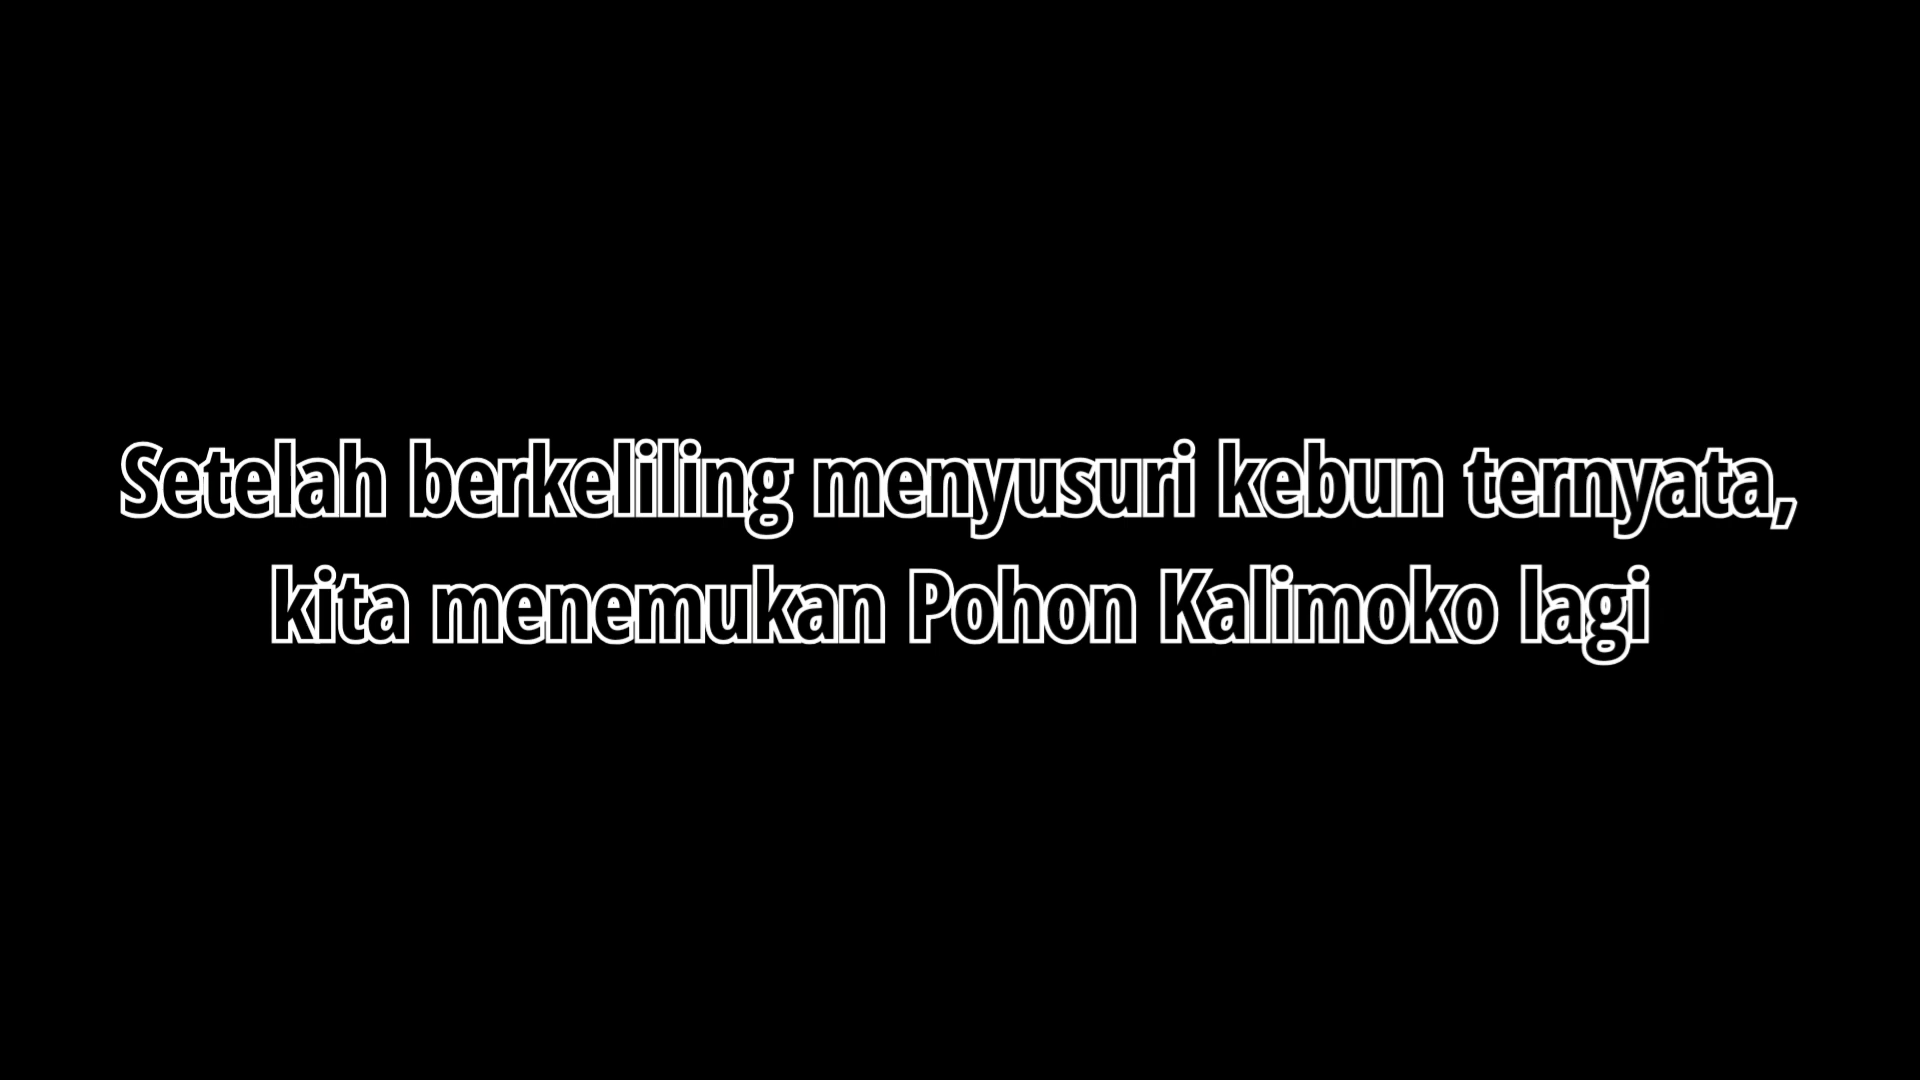 Setelah berkeliling menyusuri kebun ternyata,
kita menemukan Pohon Kalimoko lagi